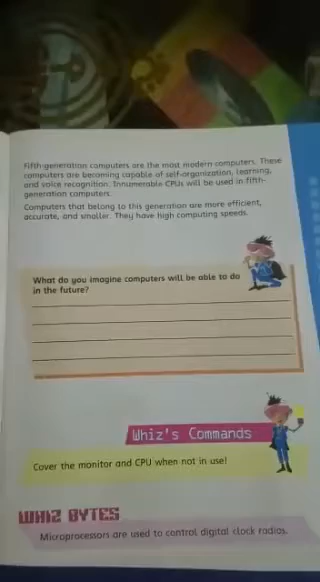 Fifth-generation computers are the most modern computers. These
computers are becoming capable of self-organization, learning,
and voice recognition. Innumerable CPUs will be used in fifth-
generation computers.
Computers that belong to this generation are more efficient,
accurate, and smaller. They have high computing speeds.
What do you imagine computers will be able to do
in the future?
Whiz's Commands
Cover the monitor and CPU when not in use!
WHIZ BYTES
Microprocessors are used to control digital clock radios.